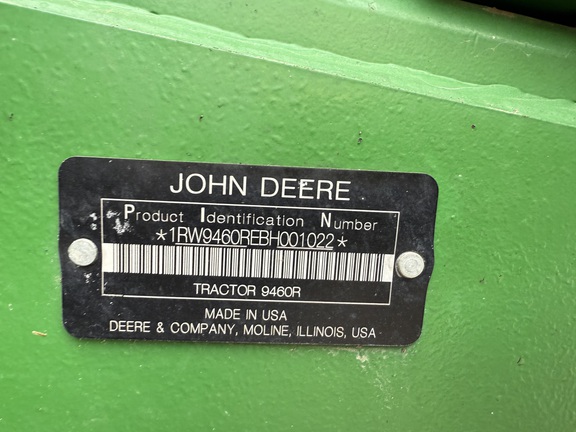 JOHN DEERE
Product Identification Number
*1RW9460REBH001022*
TRACTOR 9460R
MADE IN USA
DEERE & COMPANY, MOLINE, ILLINOIS, USA